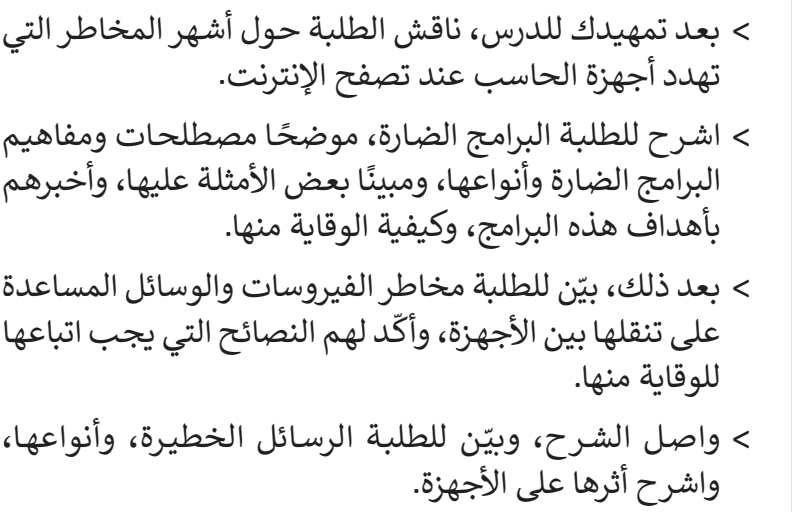 > بعد تمهيدك للدرس، ناقش الطلبة حول أشهر المخاطر التي
تهدد أجهزة الحاسب عند تصفح الإنترنت.
> اشرح للطلبة البرامج الضارة، موضحًا مصطلحات ومفاهيم
البرامج الضارة وأنواعها، ومبينًا بعض الأمثلة عليها، وأخبرهم
بأهداف هذه البرامج، وكيفية الوقاية منها.
> بعد ذلك، بيّن للطلبة مخاطر الفيروسات والوسائل المساعدة
على تنقلها بين الأجهزة، وأكّد لهم النصائح التي يجب اتباعها
للوقاية منها.
> واصل الشرح، وبيّن للطلبة الرسائل الخطيرة، وأنواعها،
واشرح أثرها على الأجهزة.